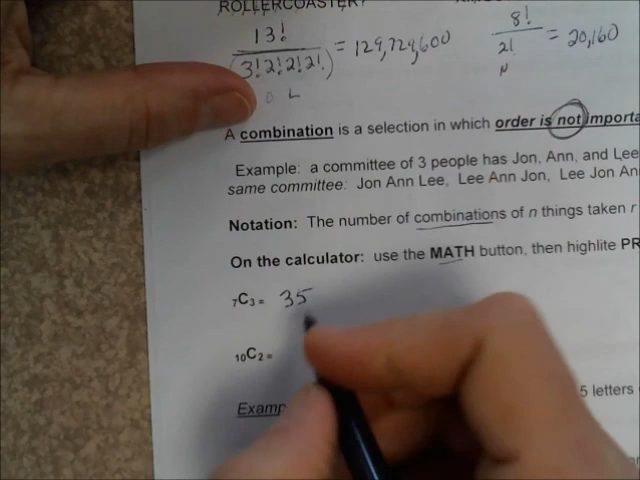 ROLLERCOASTER?
13!
3!2!2!2! = 129,729,600
O L
8!
2! = 20,160
N
A combination is a selection in which order is not importa
Example: a committee of 3 people has Jon, Ann, and Lee
same committee: Jon Ann Lee, Lee Ann Jon, Lee Jon An
Notation: The number of combinations of n things taken r
On the calculator: use the MATH button, then highlite PR
7C3 = 35
10C2 =
Examp
5 letters